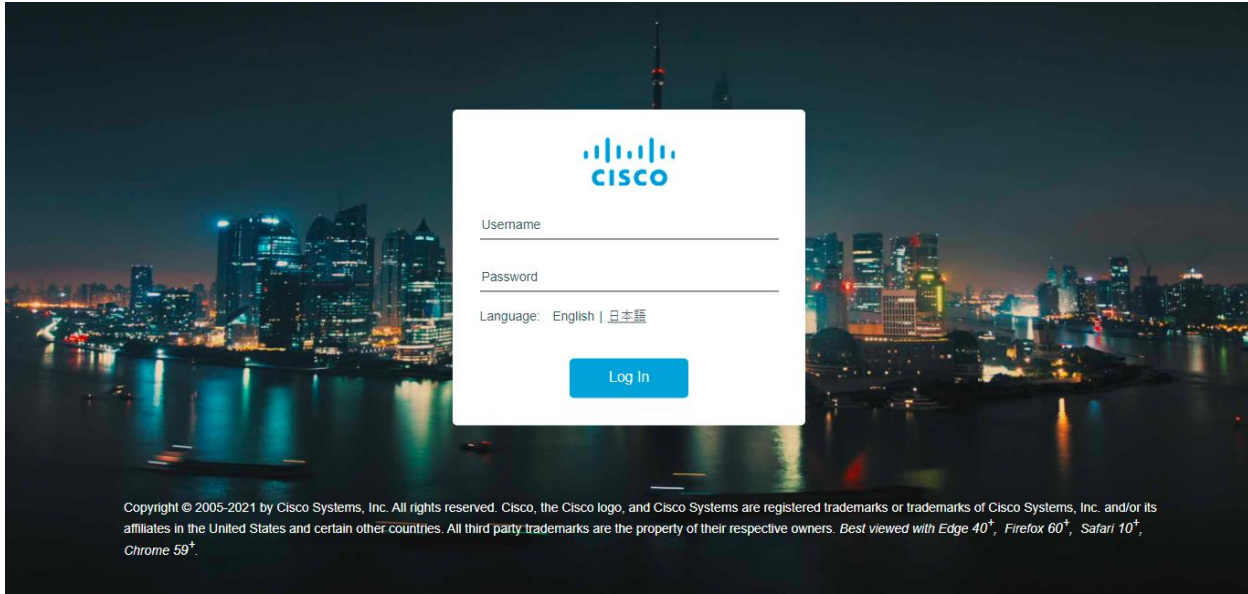 CISCO
Username
Password
Language: English | 日本語
Log In
Copyright © 2005-2021 by Cisco Systems, Inc. All rights reserved. Cisco, the Cisco logo, and Cisco Systems are registered trademarks or trademarks of Cisco Systems, Inc. and/or its
affiliates in the United States and certain other countries. All third party trademarks are the property of their respective owners. Best viewed with Edge 40+, Firefox 60+, Safari 10+,
Chrome 59+.